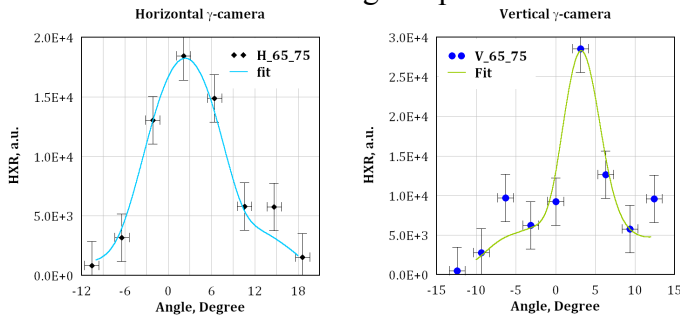 Horizontal γ-camera
H_65_75
fit
2.0E+4
1.5E+4
1.0E+4
5.0E+3
0.0E+0
HXR, a.u.
-12 -6 0 6 12 18
Angle, Degree
Vertical γ-camera
V_65_75
Fit
3.0E+4
2.5E+4
2.0E+4
1.5E+4
1.0E+4
5.0E+3
0.0E+0
HXR, a.u.
-15 -10 -5 0 5 10 15
Angle, Degree